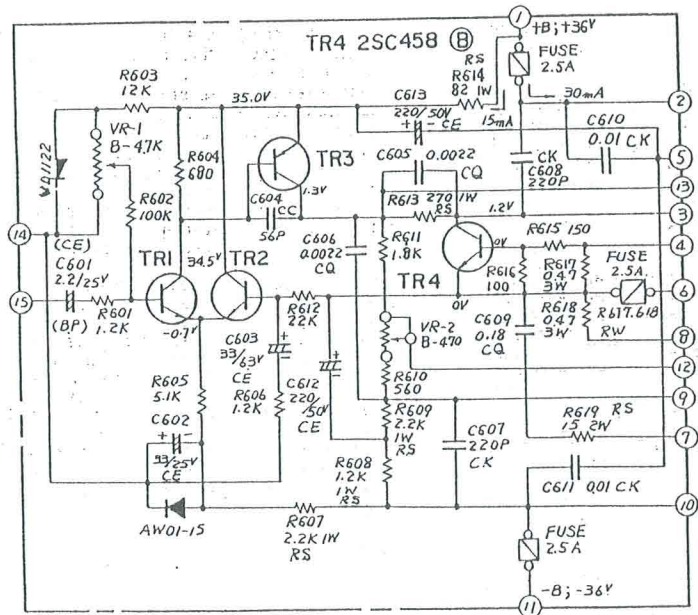 TR4 2SC458 Ⓑ
1
+B; +36V
FUSE
2.5A
RS
R614
82 1W
30mA
2
15mA
R603
12K
35.0V
C613
220/50V
CE
C610
0.01 CK
5
VR-1
B-47K
R604
680
TR3
C605
0.0022
CQ
CK
C608
220P
13
R602
100K
C604
CC
56P
1.3V
R613
270 1W
RS
1.2V
3
14
(CE)
C601
2.2/25V
(BP)
15
R601
1.2K
TR1
34.5V
TR2
C606
0.0022
CQ
R611
1.8K
TR4
0V
R615 150
4
R616
100
R617
0.47
3W
FUSE
2.5A
6
R617.618
RW
R618
0.47
3W
8
-0.7V
R612
22K
0V
C603
33/6.3V
CE
VR-2
B-470
C609
0.18
CQ
12
R605
5.1K
R606
1.2K
C612
220/50V
CE
R610
560
9
R609
2.2K
1W
RS
R619 RS
15 2W
7
C602
33/25V
CE
R608
1.2K
1W
RS
C607
220P
CK
C611 0.01 CK
AW01-15
R607
2.2K 1W
RS
10
FUSE
2.5A
11
-B; -36V